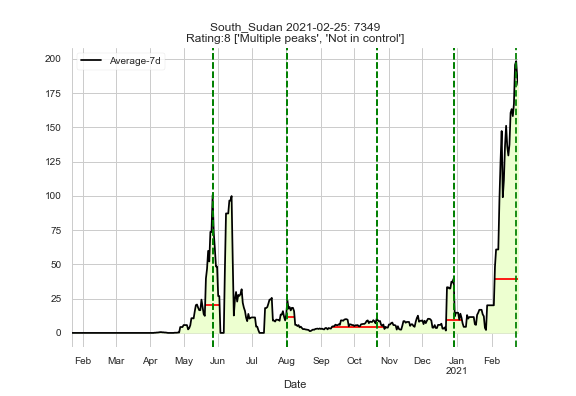 South_Sudan 2021-02-25: 7349
Rating:8 ['Multiple peaks', 'Not in control']
Average-7d
200
175
150
125
100
75
50
25
0
Feb Mar Apr May Jun Jul Aug Sep Oct Nov Dec Jan Feb
2021
Date